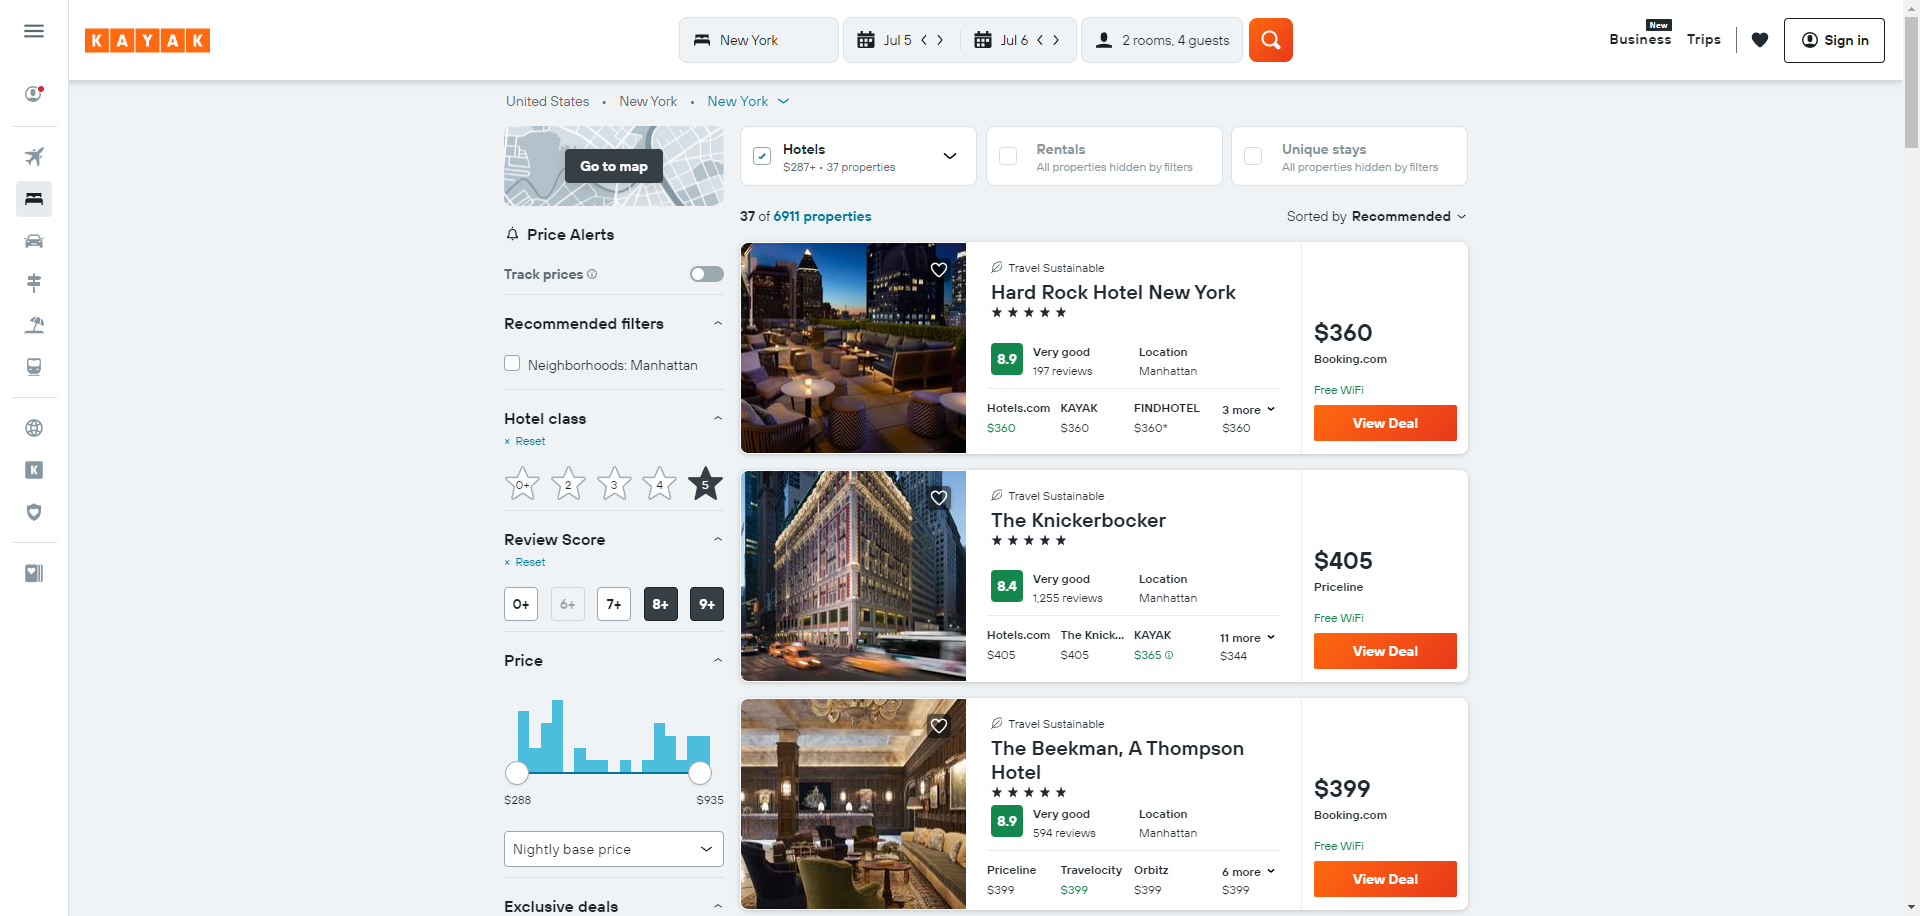 KAYAK
New York
Jul 5
Jul 6
2 rooms, 4 guests
New
Business
Trips
Sign in
United States • New York • New York
Go to map
Price Alerts
Track prices
Recommended filters
Neighborhoods: Manhattan
Hotel class
× Reset
0+ 2 3 4 5
Review Score
× Reset
0+ 6+ 7+ 8+ 9+
Price
$288 $935
Nightly base price
Exclusive deals
Hotels
$287+ • 37 properties
Rentals
All properties hidden by filters
Unique stays
All properties hidden by filters
37 of 6911 properties
Sorted by Recommended
Travel Sustainable
Hard Rock Hotel New York
8.9
Very good
197 reviews
Location
Manhattan
Hotels.com KAYAK FINDHOTEL 3 more
$360 $360 $360* $360
$360
Booking.com
Free WiFi
View Deal
Travel Sustainable
The Knickerbocker
8.4
Very good
1,255 reviews
Location
Manhattan
Hotels.com The Knick... KAYAK 11 more
$405 $405 $365 $344
$405
Priceline
Free WiFi
View Deal
Travel Sustainable
The Beekman, A Thompson
Hotel
8.9
Very good
594 reviews
Location
Manhattan
Priceline Travelocity Orbitz 6 more
$399 $399 $399 $399
$399
Booking.com
Free WiFi
View Deal